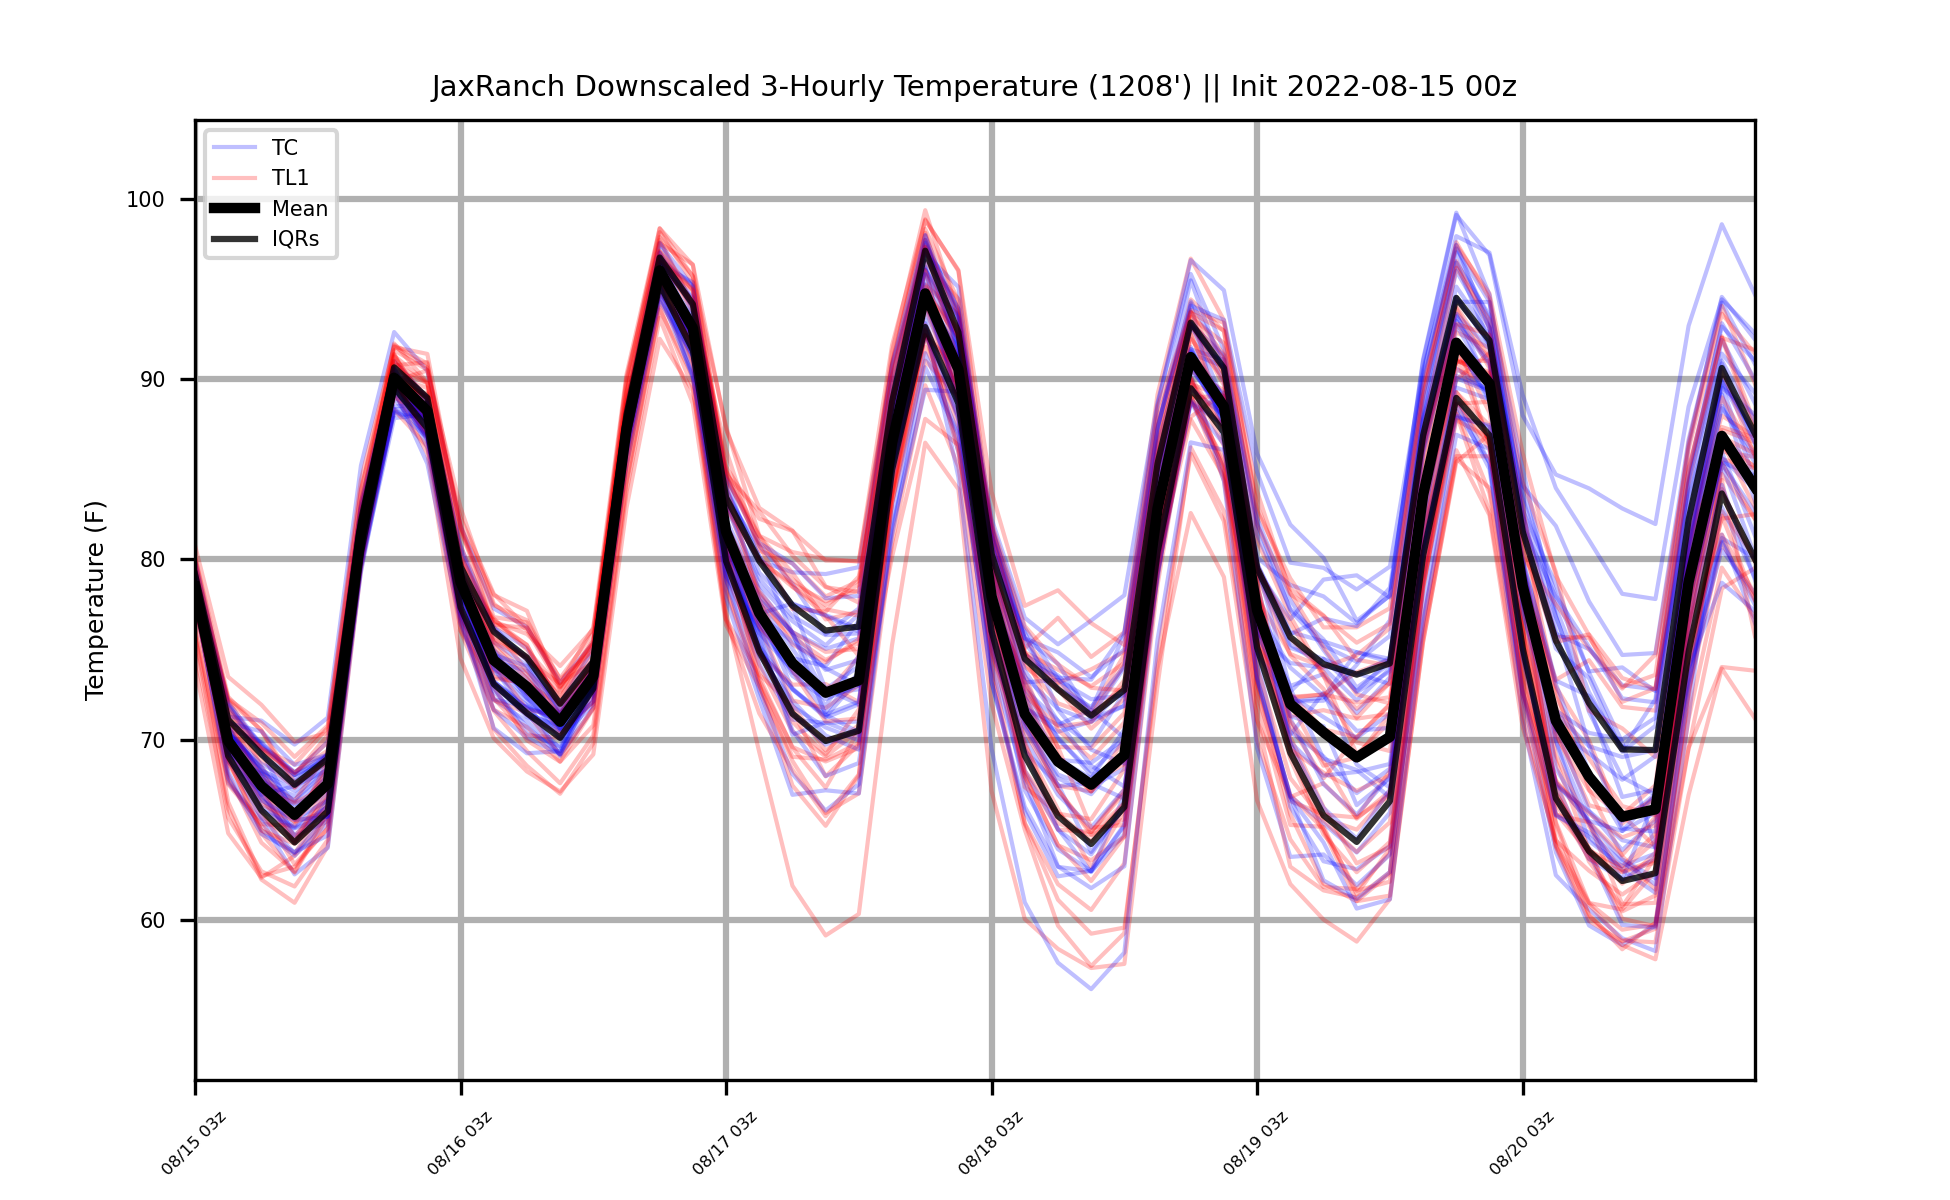 JaxRanch Downscaled 3-Hourly Temperature (1208') || Init 2022-08-15 00z
TC
TL1
Mean
IQRs
Temperature (F)
100
90
80
70
60
08/15 03z
08/16 03z
08/17 03z
08/18 03z
08/19 03z
08/20 03z